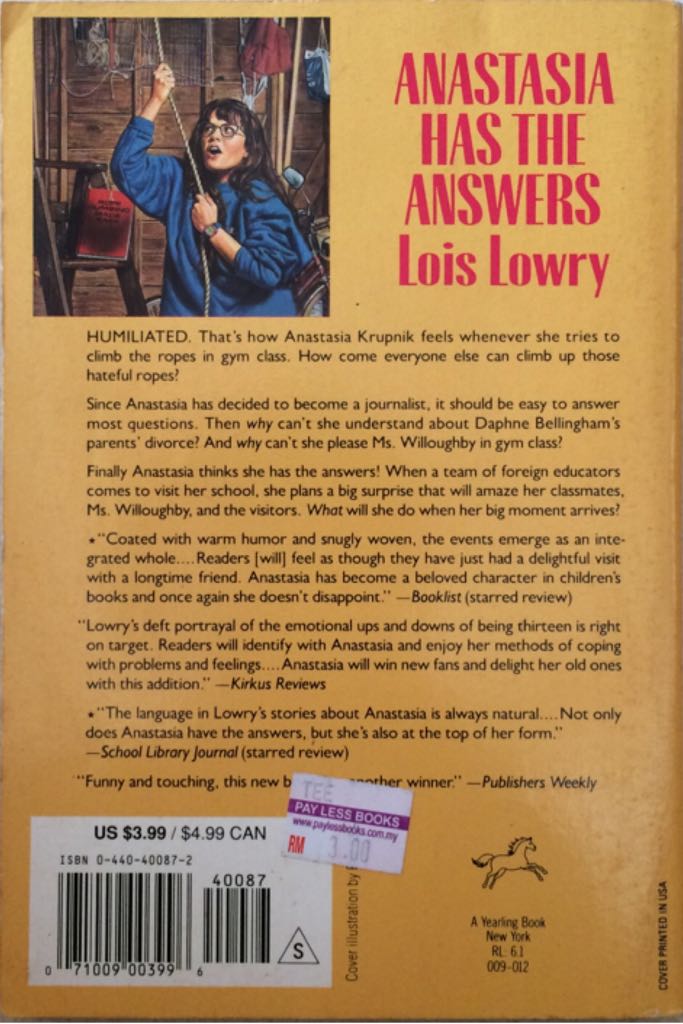 ANASTASIA
HAS THE
ANSWERS
Lois Lowry
HUMILIATED. That's how Anastasia Krupnik feels whenever she tries to
climb the ropes in gym class. How come everyone else can climb up those
hateful ropes?
Since Anastasia has decided to become a journalist, it should be easy to answer
most questions. Then why can't she understand about Daphne Bellingham's
parents' divorce? And why can't she please Ms. Willoughby in gym class?
Finally Anastasia thinks she has the answers! When a team of foreign educators
comes to visit her school, she plans a big surprise that will amaze her classmates,
Ms. Willoughby, and the visitors. What will she do when her big moment arrives?
★"Coated with warm humor and snugly woven, the events emerge as an inte-
grated whole....Readers [will] feel as though they have just had a delightful visit
with a longtime friend. Anastasia has become a beloved character in children's
books and once again she doesn't disappoint." —Booklist (starred review)
"Lowry's deft portrayal of the emotional ups and downs of being thirteen is right
on target. Readers will identify with Anastasia and enjoy her methods of coping
with problems and feelings....Anastasia will win new fans and delight her old ones
with this addition." —Kirkus Reviews
★"The language in Lowry's stories about Anastasia is always natural....Not only
does Anastasia have the answers, but she's also at the top of her form."
—School Library Journal (starred review)
"Funny and touching, this new another winner." —Publishers Weekly
TEE
PAY LESS BOOKS
www.paylessbooks.com.my
RM 3.00
US $3.99 / $4.99 CAN
ISBN 0-440-40087-2
40087
0 71009 00399 6
S
Cover illustration by
A Yearling Book
New York
RL: 6.1
009-012
COVER PRINTED IN USA